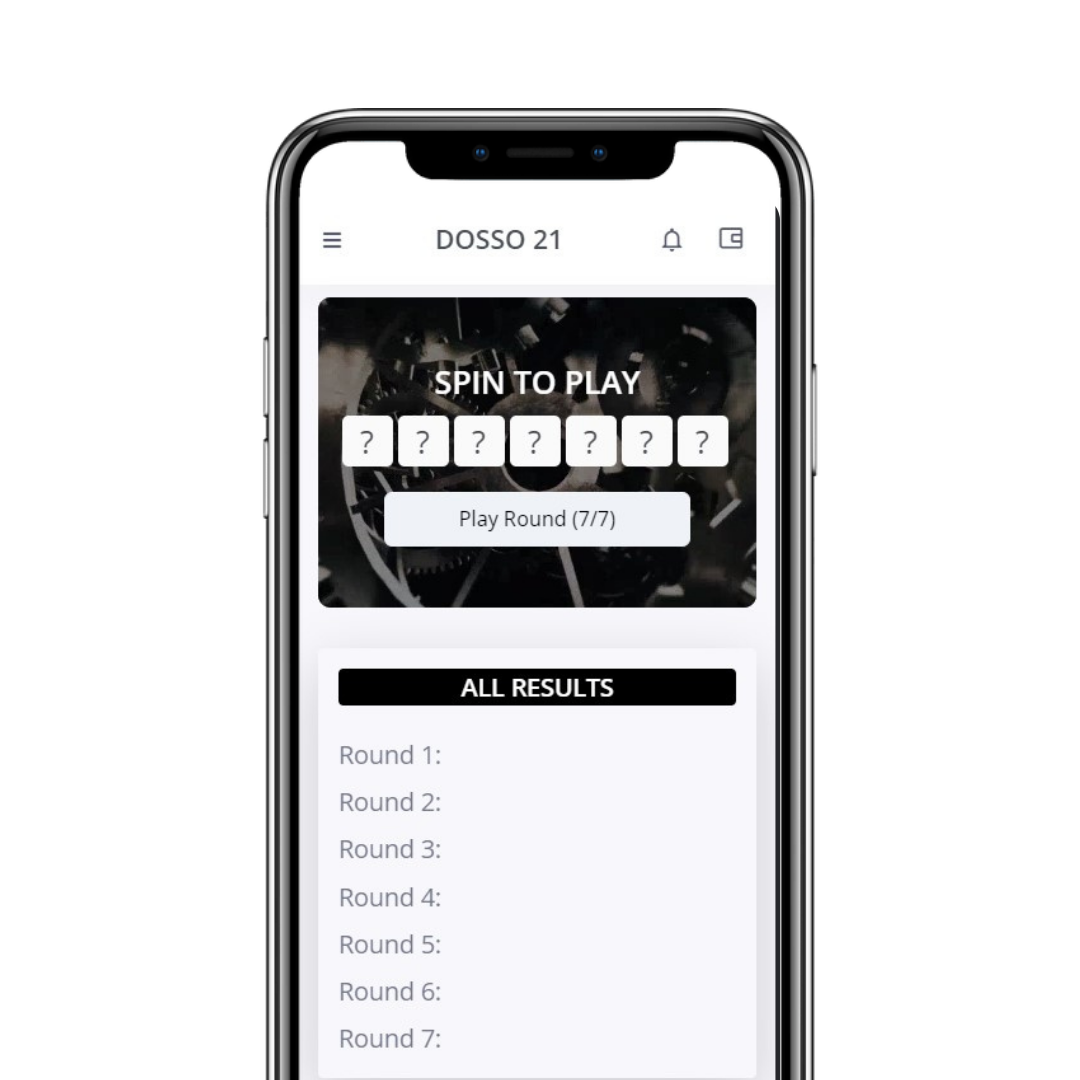 DOSSO 21
SPIN TO PLAY
? ? ? ? ? ? ?
Play Round (7/7)
ALL RESULTS
Round 1:
Round 2:
Round 3:
Round 4:
Round 5:
Round 6:
Round 7: